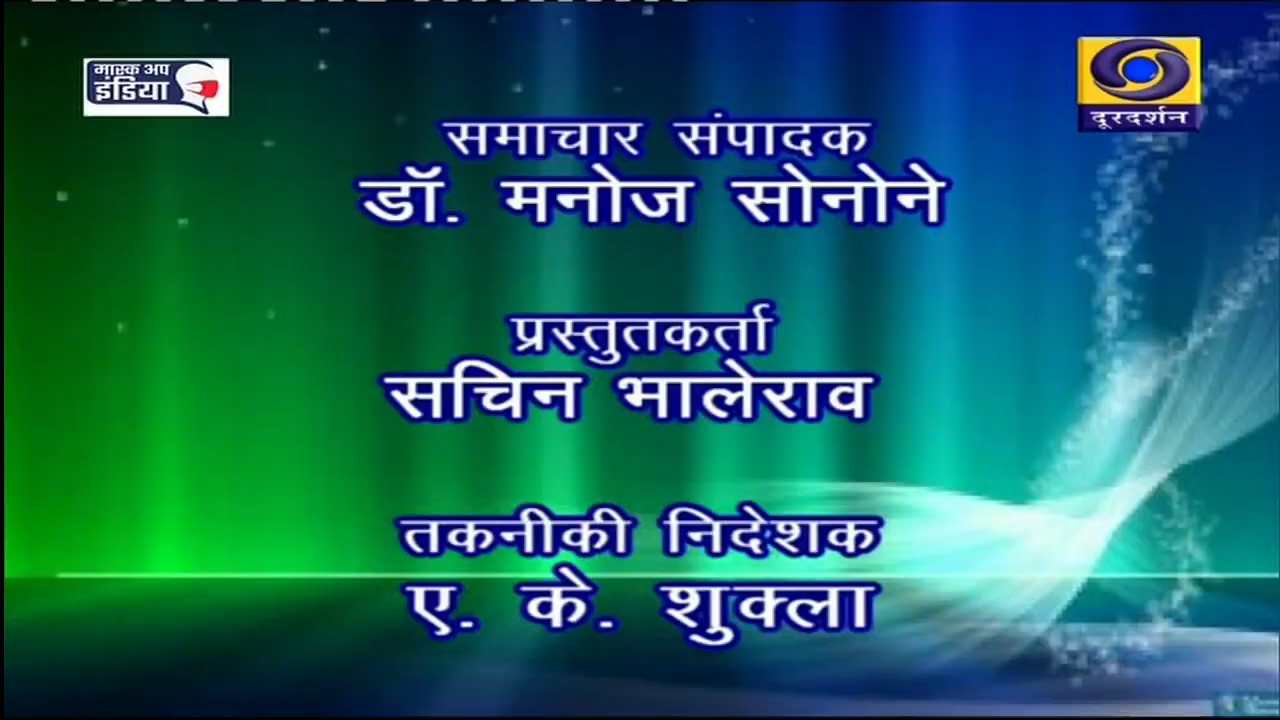 मास्क अप
इंडिया
दूरदर्शन
समाचार संपादक
डॉ. मनोज सोनोने
प्रस्तुतकर्ता
सचिन भालेराव
तकनीकी निदेशक
ए. के. शुक्ला